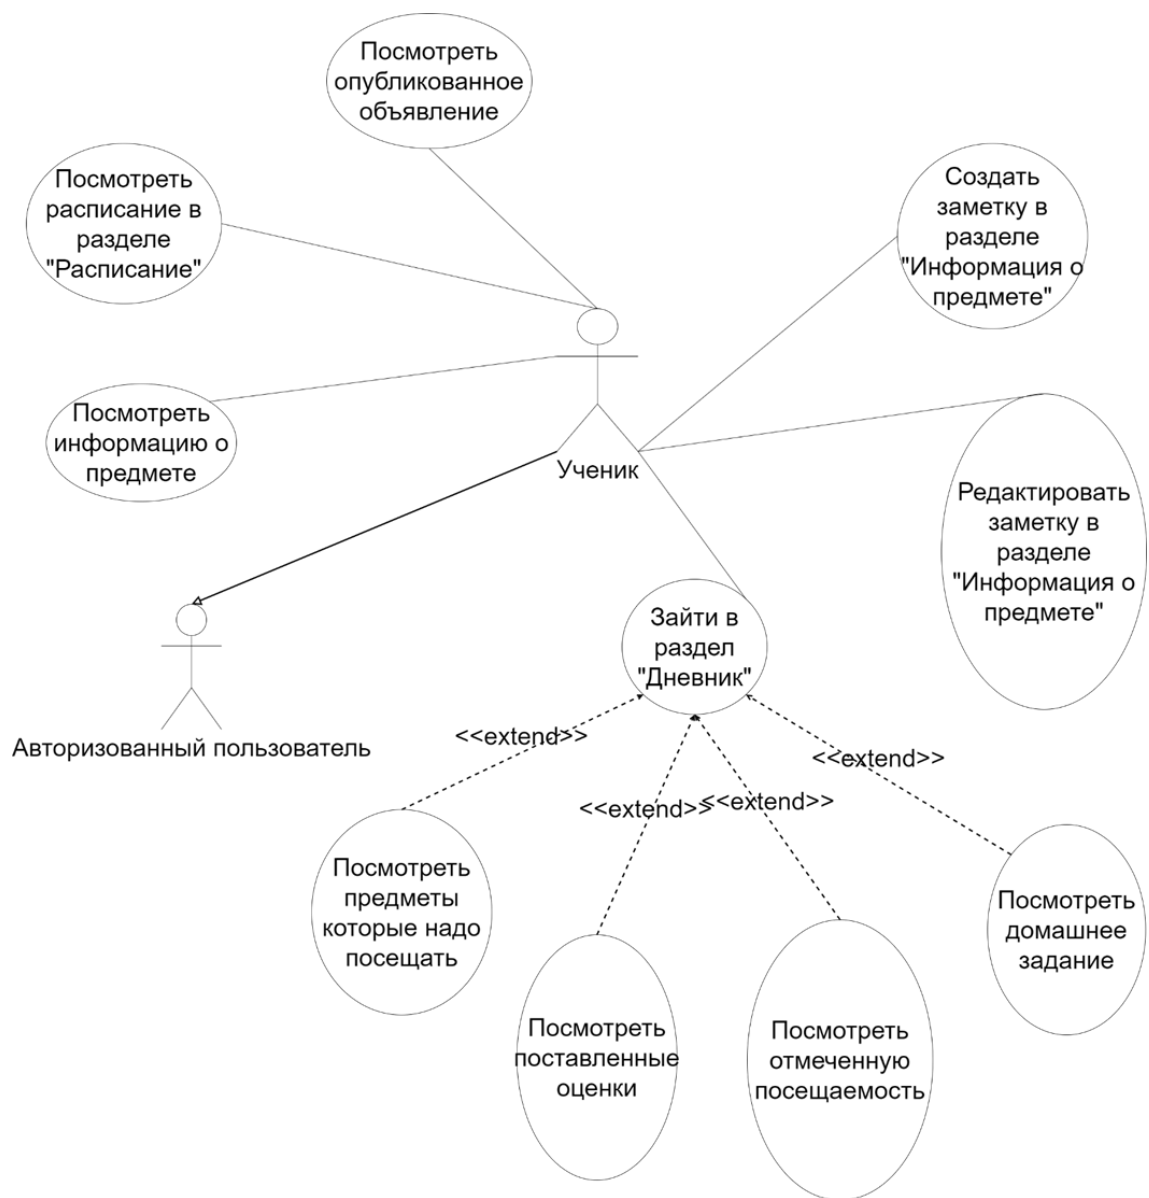 Посмотреть
опубликованное
объявление
Посмотреть
расписание в
разделе
"Расписание"
Создать
заметку в
разделе
"Информация о
предмете"
Посмотреть
информацию о
предмете
Ученик
Редактировать
заметку в
разделе
"Информация о
предмете"
Зайти в
раздел
"Дневник"
Авторизованный пользователь
<<extend>>
<<extend>>
<<extend>>
<<extend>>
Посмотреть
предметы
которые надо
посещать
Посмотреть
поставленные
оценки
Посмотреть
отмеченную
посещаемость
Посмотреть
домашнее
задание